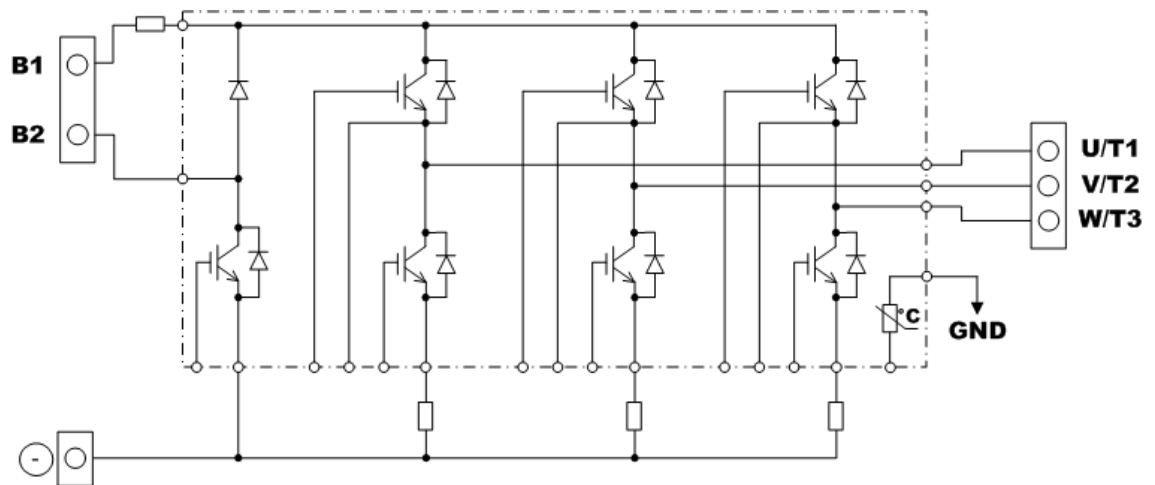 B1
B2
U/T1
V/T2
W/T3
°C
GND
-